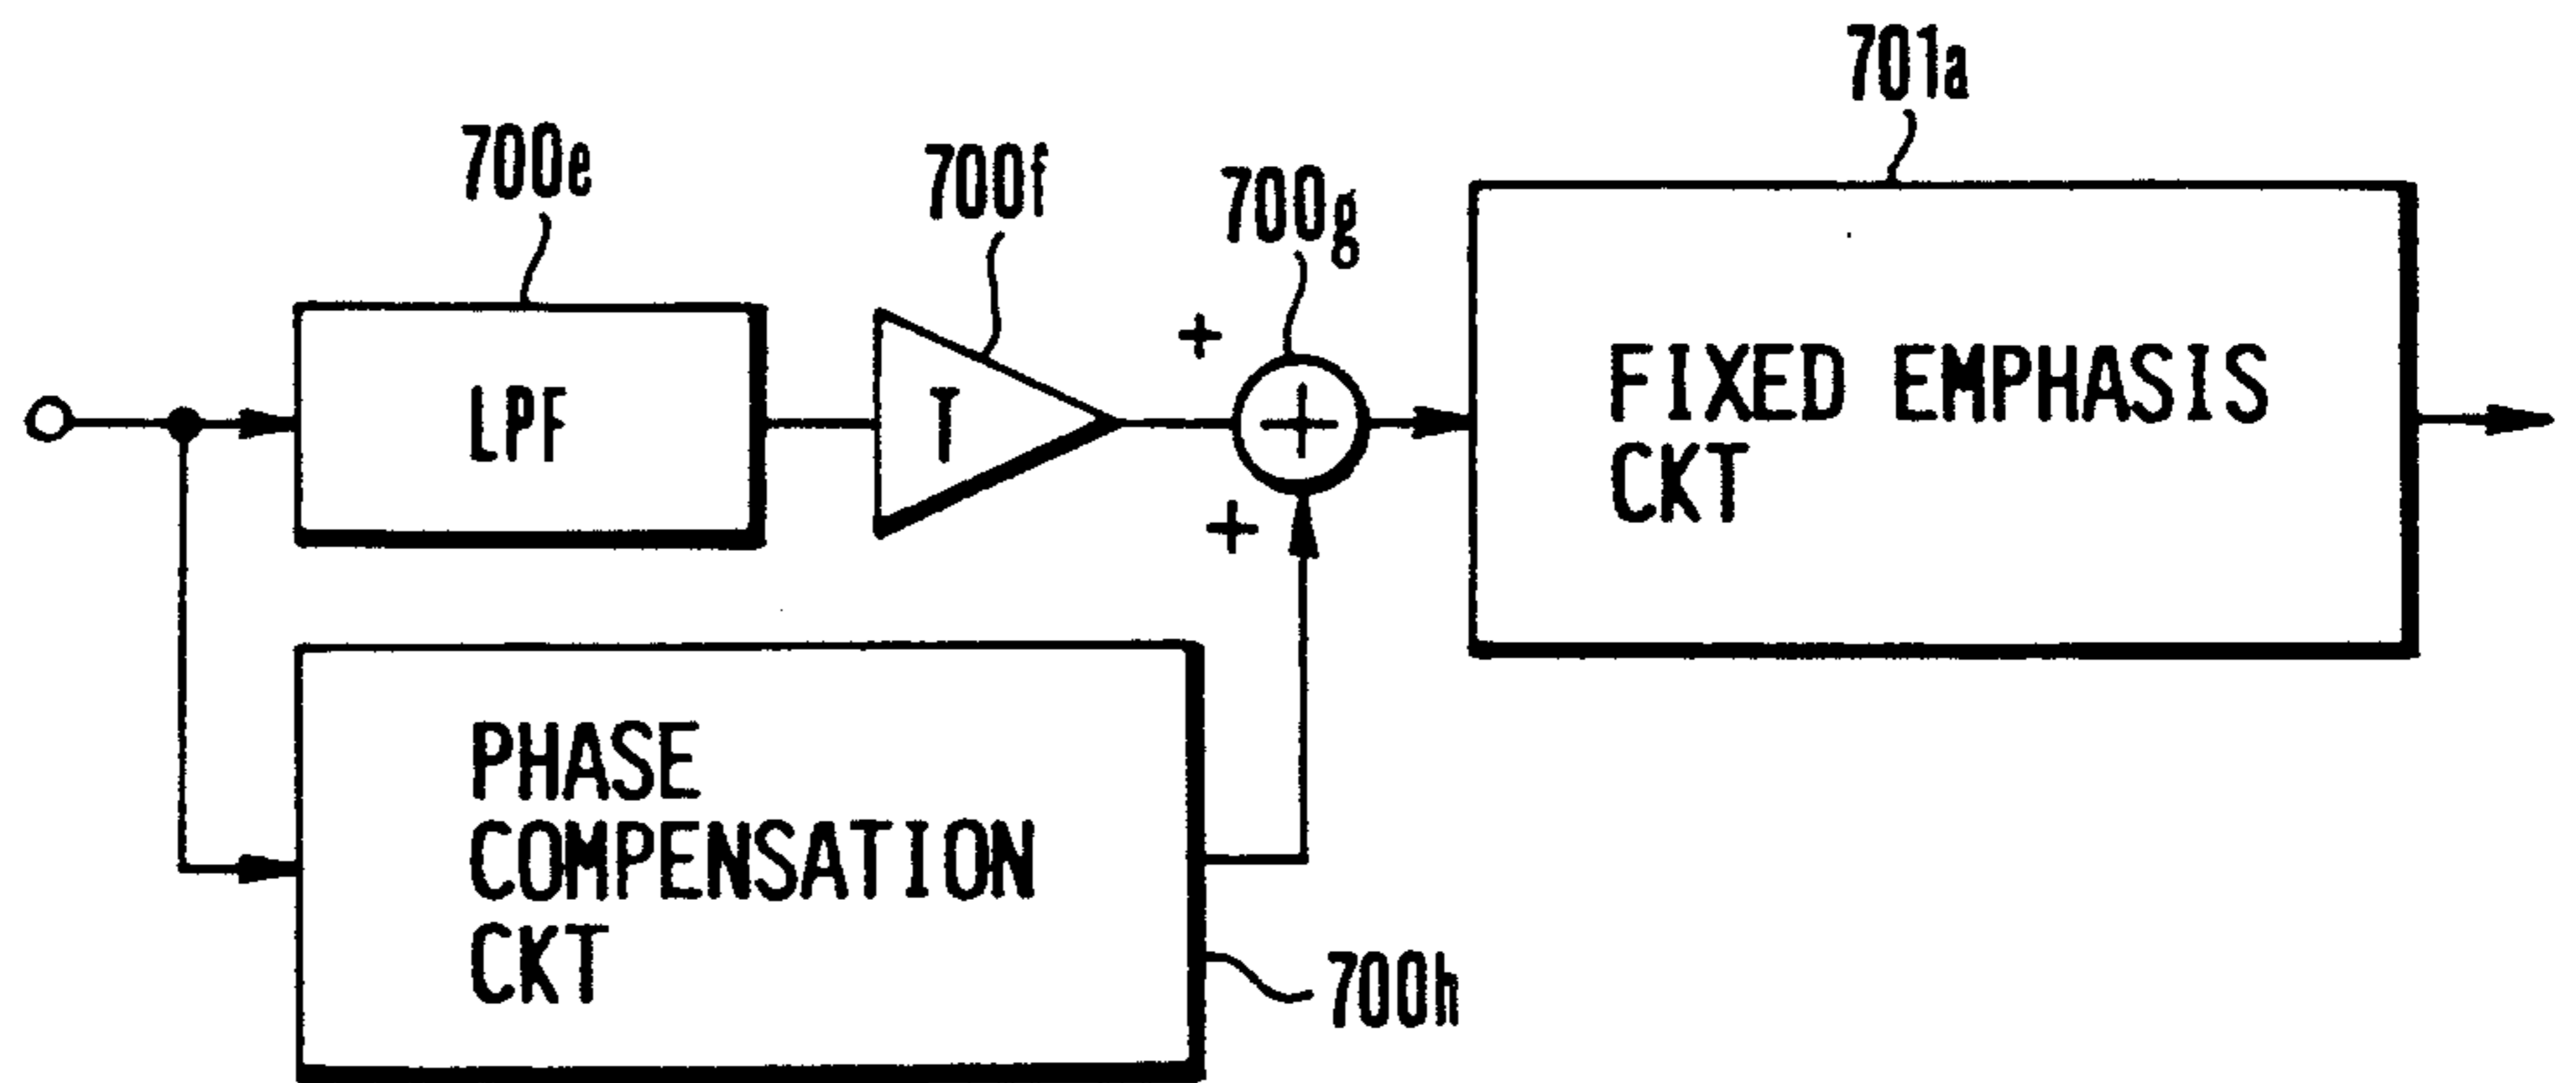 701a
700e
700f
700g
+
LPF
T
+
FIXED EMPHASIS
CKT
+
PHASE
COMPENSATION
CKT
700h